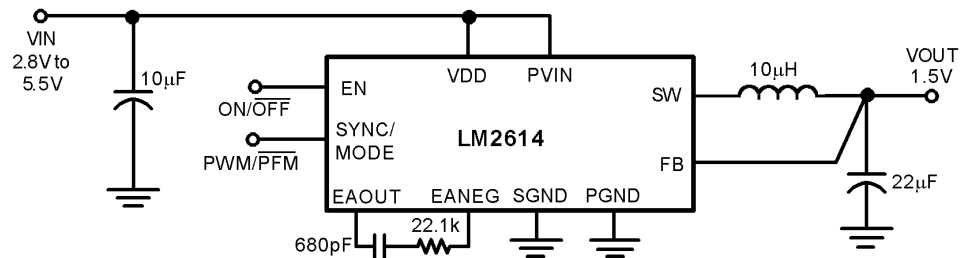 VIN
2.8V to
5.5V
10μF
VDD
PVIN
10μH
VOUT
1.5V
EN
SW
ON/OFF
SYNC/
MODE
LM2614
PWM/PFM
FB
22μF
EAOUT
EANEG
SGND
PGND
22.1k
680pF